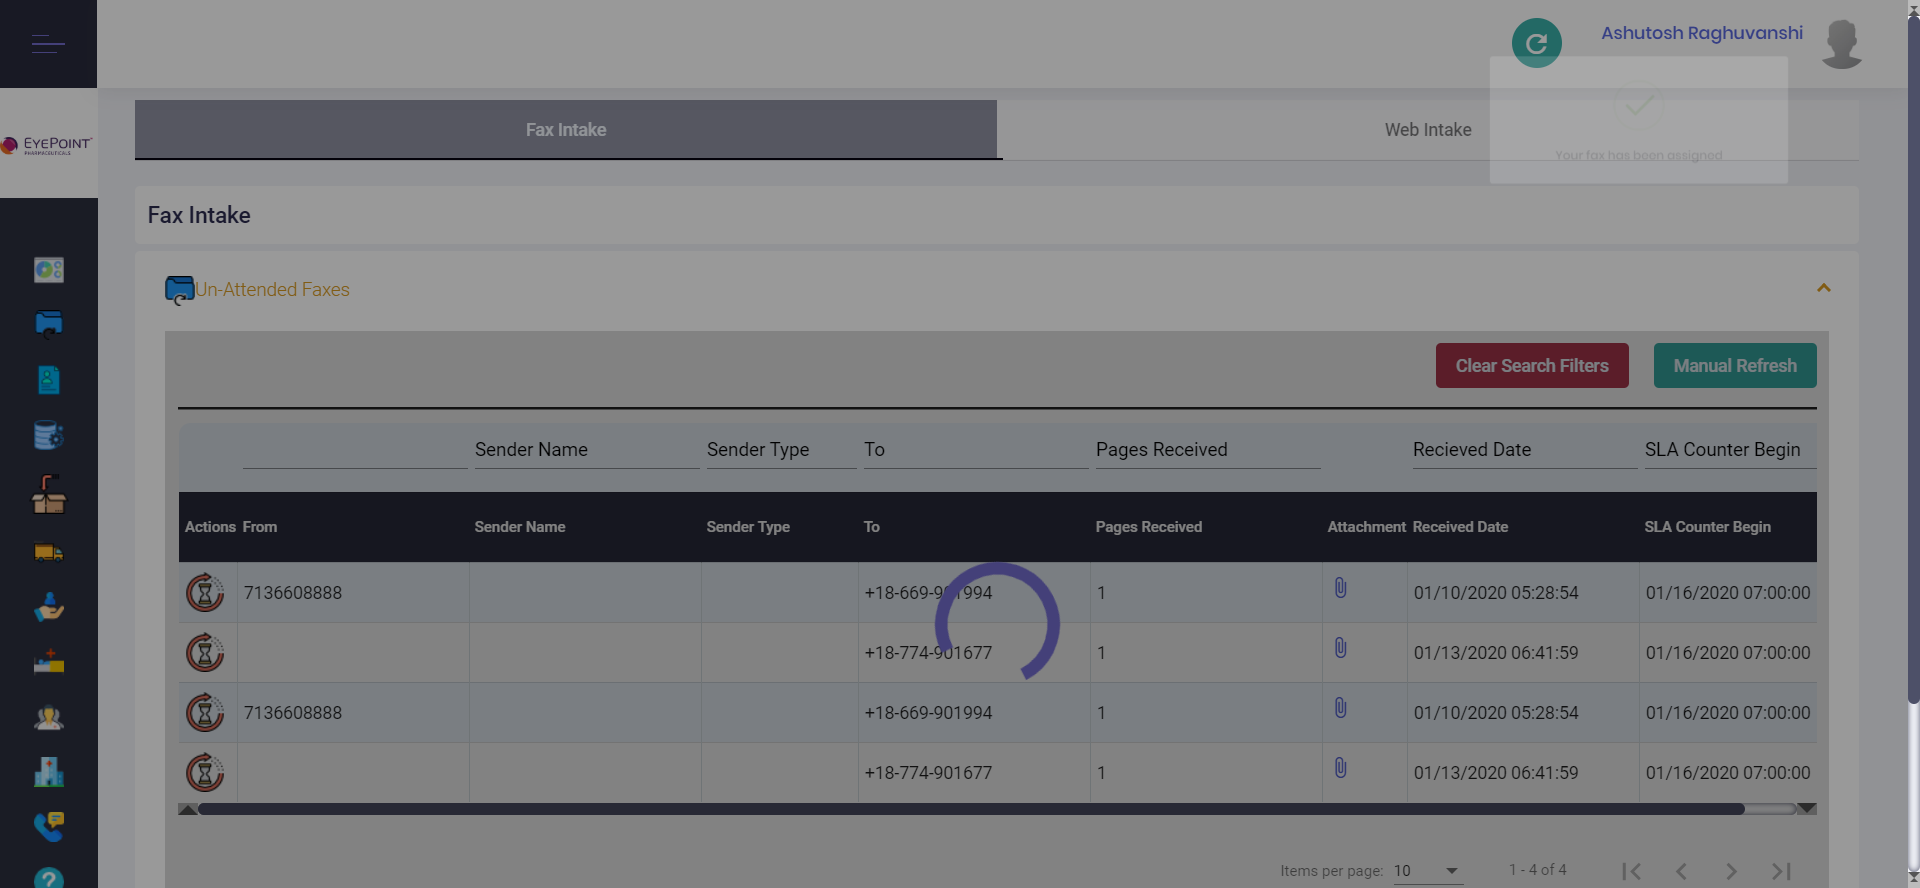 Ashutosh Raghuvanshi
EYEPOINT
PHARMACEUTICALS
Fax Intake
Web Intake
Your fax has been assigned
Fax Intake
Un-Attended Faxes
Clear Search Filters
Manual Refresh
Sender Name Sender Type To Pages Received Recieved Date SLA Counter Begin
Actions From Sender Name Sender Type To Pages Received Attachment Received Date SLA Counter Begin
7136608888 +18-669-901994 1 01/10/2020 05:28:54 01/16/2020 07:00:00
+18-774-901677 1 01/13/2020 06:41:59 01/16/2020 07:00:00
7136608888 +18-669-901994 1 01/10/2020 05:28:54 01/16/2020 07:00:00
+18-774-901677 1 01/13/2020 06:41:59 01/16/2020 07:00:00
Items per page: 10 1 - 4 of 4